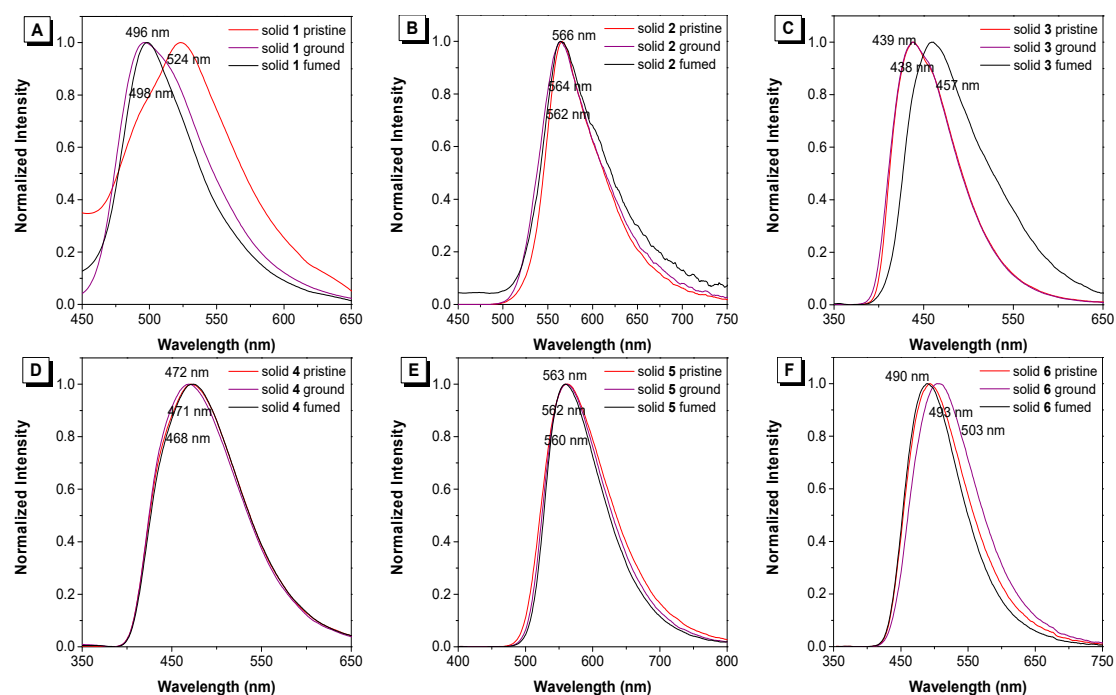 A
496 nm
524 nm
498 nm
solid 1 pristine
solid 1 ground
solid 1 fumed
Normalized Intensity
1.0
0.8
0.6
0.4
0.2
0.0
450 500 550 600 650
Wavelength (nm)
B
566 nm
564 nm
562 nm
solid 2 pristine
solid 2 ground
solid 2 fumed
Normalized Intensity
1.0
0.8
0.6
0.4
0.2
0.0
450 500 550 600 650 700 750
Wavelength (nm)
C
439 nm
438 nm
457 nm
solid 3 pristine
solid 3 ground
solid 3 fumed
Normalized Intensity
1.0
0.8
0.6
0.4
0.2
0.0
350 400 450 500 550 600 650
Wavelength (nm)
D
472 nm
471 nm
468 nm
solid 4 pristine
solid 4 ground
solid 4 fumed
Normalized Intensity
1.0
0.8
0.6
0.4
0.2
0.0
350 400 450 500 550 600 650
Wavelength (nm)
E
563 nm
562 nm
560 nm
solid 5 pristine
solid 5 ground
solid 5 fumed
Normalized Intensity
1.0
0.8
0.6
0.4
0.2
0.0
400 450 500 550 600 650 700 750 800
Wavelength (nm)
F
490 nm
493 nm
503 nm
solid 6 pristine
solid 6 ground
solid 6 fumed
Normalized Intensity
1.0
0.8
0.6
0.4
0.2
0.0
350 450 550 650 750
Wavelength (nm)